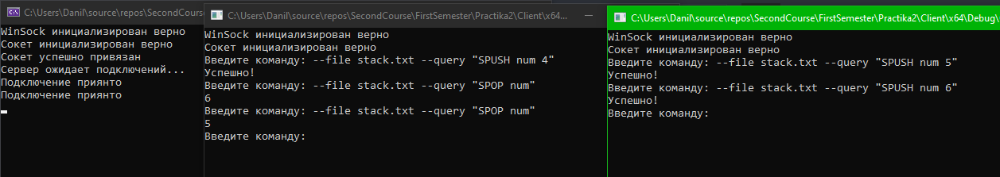 C:\Users\Danil\source\repos\SecondCours
WinSock инициализирован верно
Сокет инициализирован верно
Сокет успешно привязан
Сервер ожидает подключений...
Подключение приянто
Подключение приянто
C:\Users\Danil\source\repos\SecondCourse\FirstSemester\Practika2\Client\x64...
WinSock инициализирован верно
Сокет инициализирован верно
Введите команду: --file stack.txt --query "SPUSH num 4"
Успешно!
Введите команду: --file stack.txt --query "SPOP num"
6
Введите команду: --file stack.txt --query "SPOP num"
5
Введите команду:
C:\Users\Danil\source\repos\SecondCourse\FirstSemester\Practika2\Client\x64\Debug\
WinSock инициализирован верно
Сокет инициализирован верно
Введите команду: --file stack.txt --query "SPUSH num 5"
Успешно!
Введите команду: --file stack.txt --query "SPUSH num 6"
Успешно!
Введите команду: